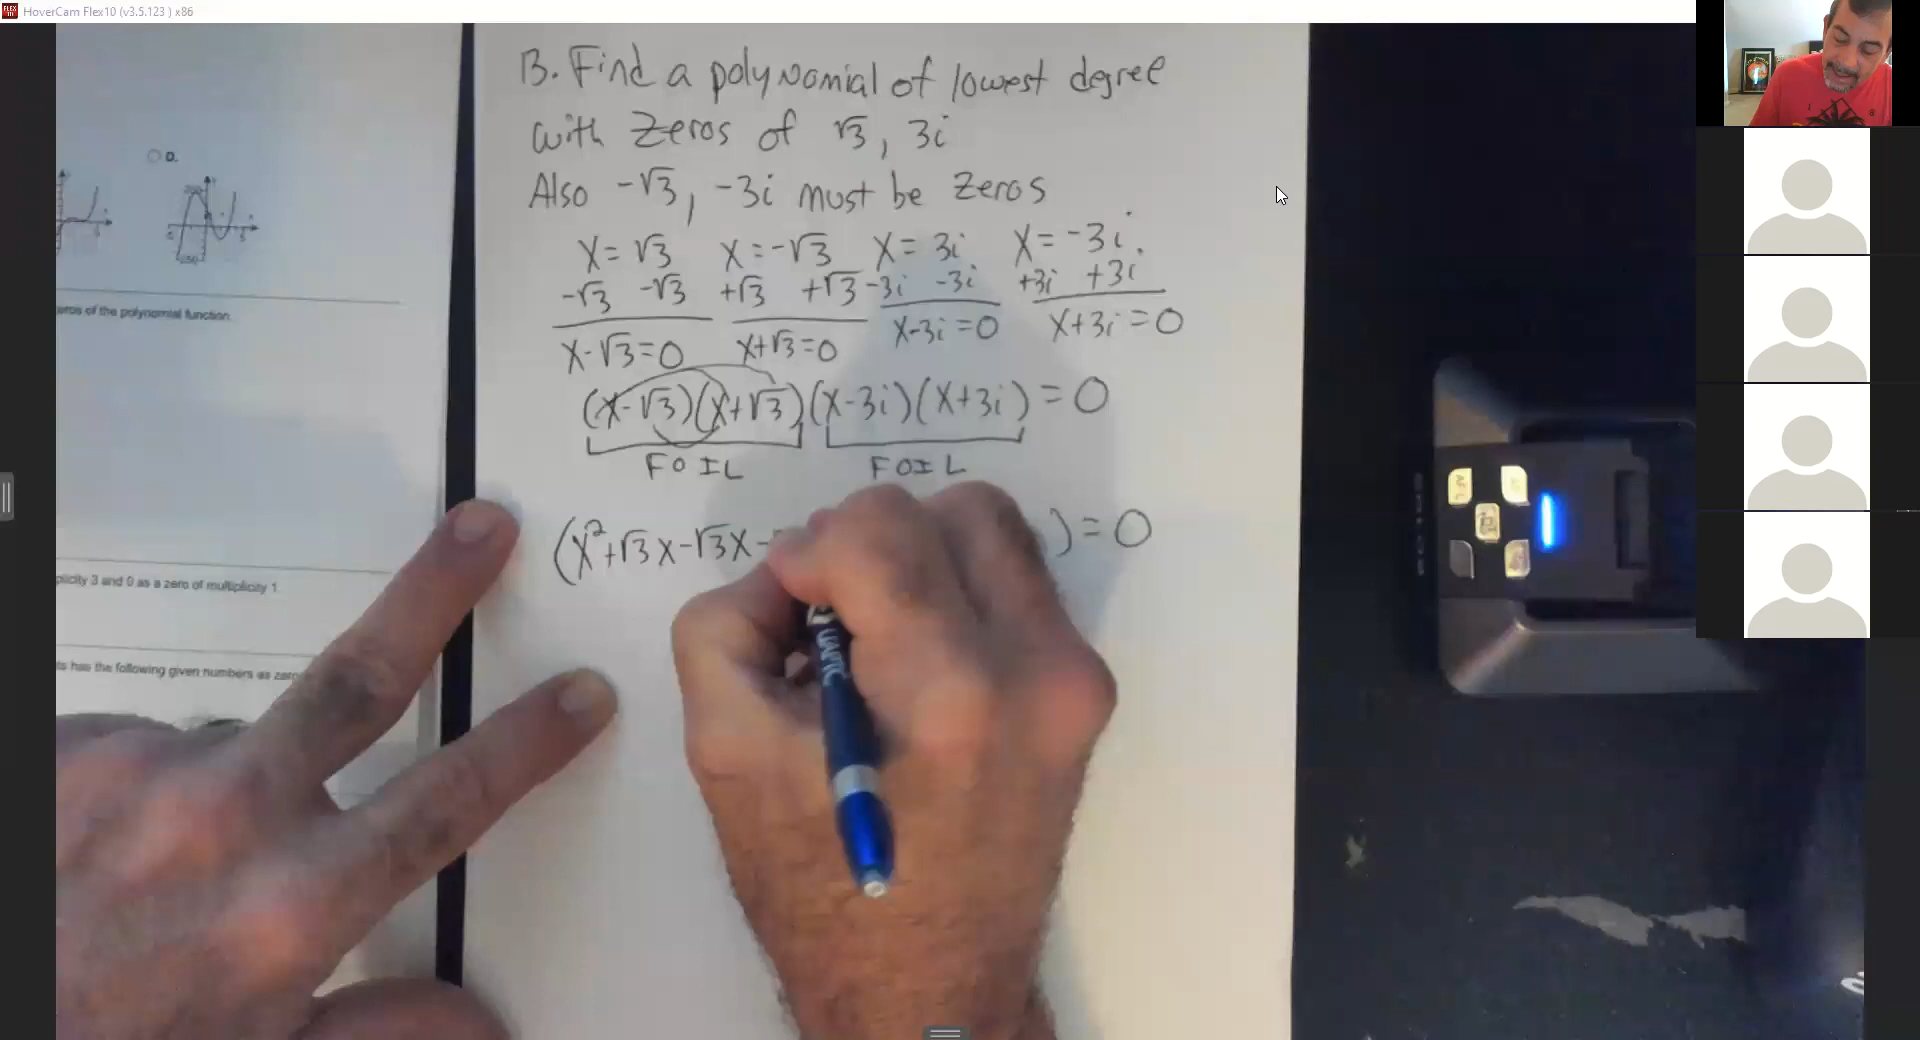 HoverCam Flex10 (v3.5.123 ) x86
B. Find a polynomial of lowest degree
with zeros of √3, 3i
Also -√3, -3i must be zeros
x = √3 x = -√3 x = 3i x = -3i
-√3 -√3 +√3 +√3 -3i -3i +3i +3i
x-√3=0 x+√3=0 x-3i=0 x+3i=0
(x-√3)(x+√3)(x-3i)(x+3i) = 0
FOIL FOIL
(x²+√3x-√3x- ) = 0
D.
zeros of the polynomial function.
plicity 3 and 0 as a zero of multiplicity 1.
has the following given numbers as
AF-L